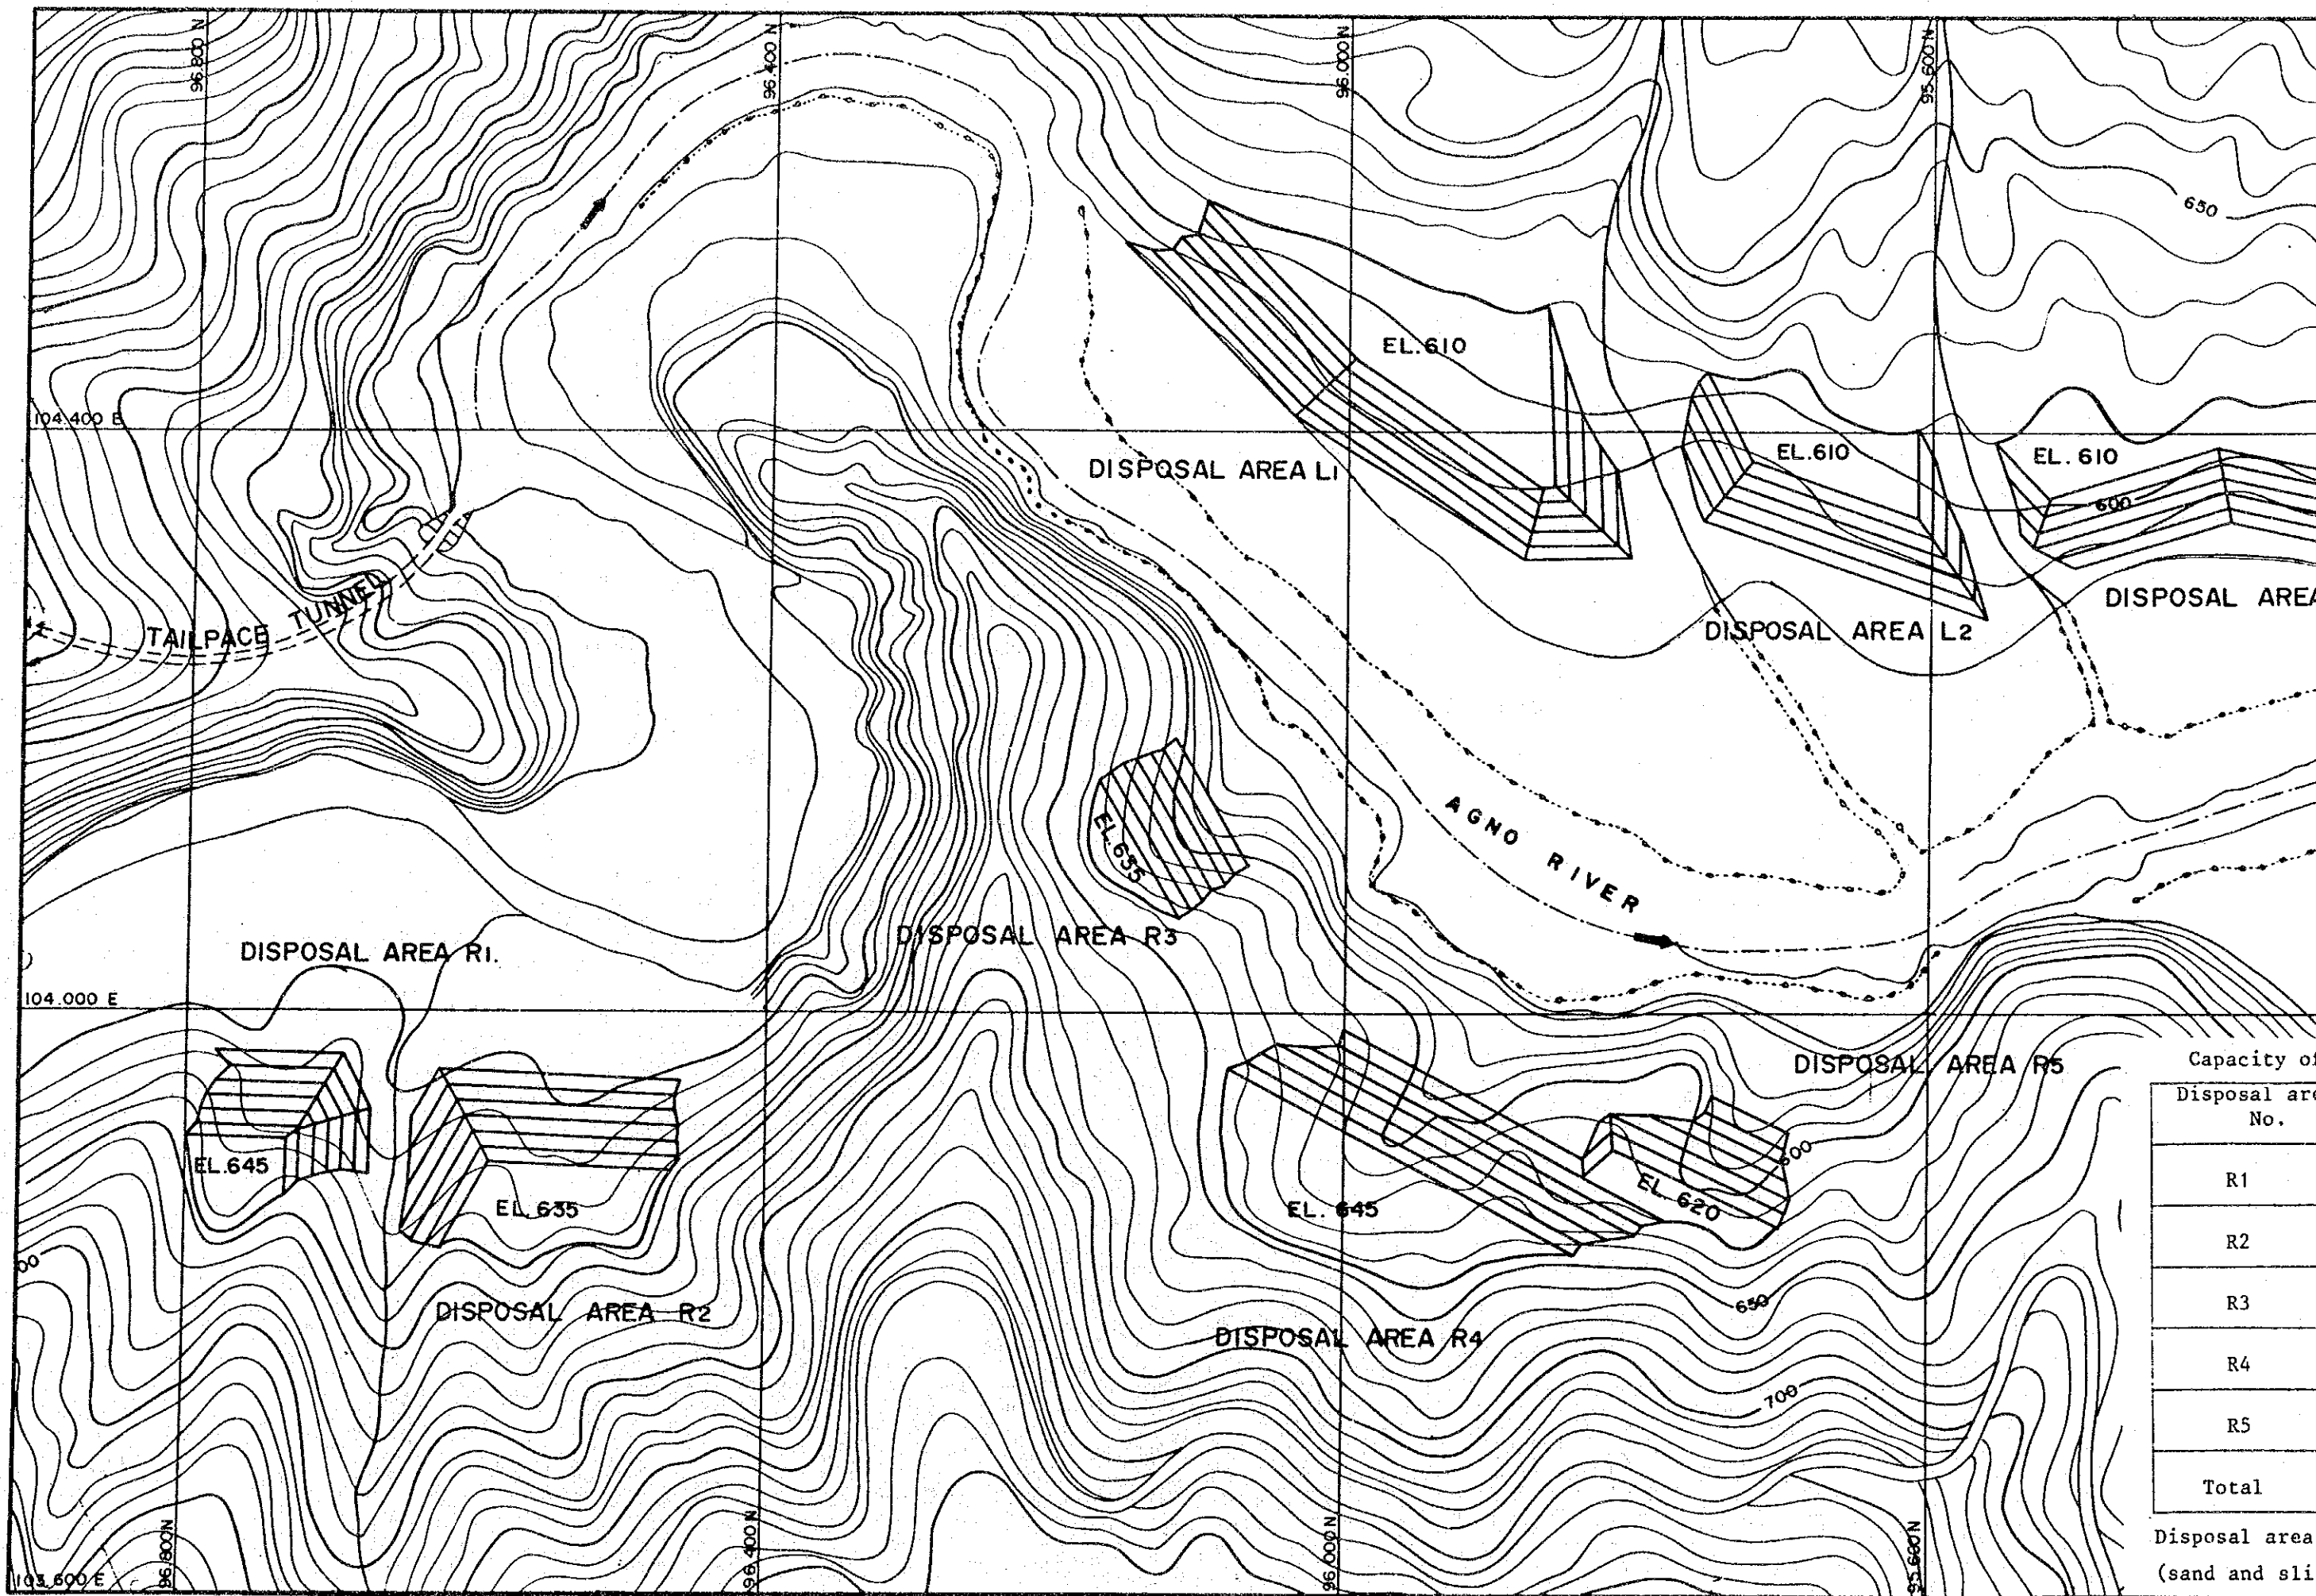 96.800 N
96.400 N
96.000 N
95.600 N
650
EL.610
104.400 E
DISPOSAL AREA L1
EL.610
EL. 610
600
TAILPACE TUNNEL
DISPOSAL AREA L2
DISPOSAL AREA
AGNO RIVER
EL.635
DISPOSAL AREA R3
DISPOSAL AREA R1.
104.000 E
DISPOSAL AREA R5
EL.645
EL.635
EL. 645
EL. 620
600
650
DISPOSAL AREA R2
DISPOSAL AREA R4
700
Capacity of
Disposal are
No.
R1
R2
R3
R4
R5
Total
Disposal area
(sand and sli
96.800N
96.400 N
96.000 N
95.600N
103.600 E